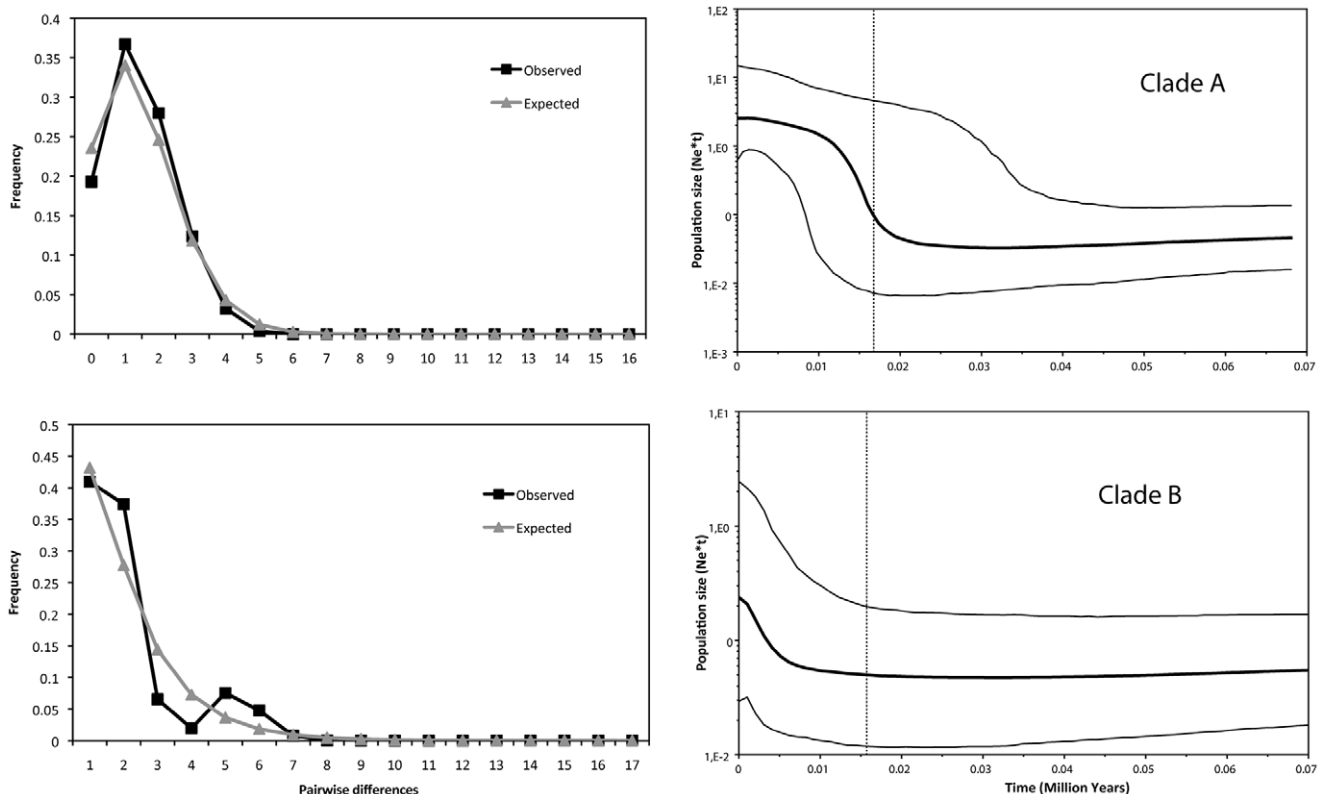 0.4
0.35
0.3
0.25
0.2
0.15
0.1
0.05
0
Frequency
Observed
Expected
0 1 2 3 4 5 6 7 8 9 10 11 12 13 14 15 16
1,E+2
1,E+1
1,E0
0
1,E-2
1,E-3
Population size (Ne*t)
Clade A
0 0.01 0.02 0.03 0.04 0.05 0.06 0.07
0.5
0.45
0.4
0.35
0.3
0.25
0.2
0.15
0.1
0.05
0
Frequency
Observed
Expected
1 2 3 4 5 6 7 8 9 10 11 12 13 14 15 16 17
Pairwise differences
1,E+1
1,E+0
0
1,E-2
Population size (Ne*t)
Clade B
0 0.01 0.02 0.03 0.04 0.05 0.06 0.07
Time (Million Years)